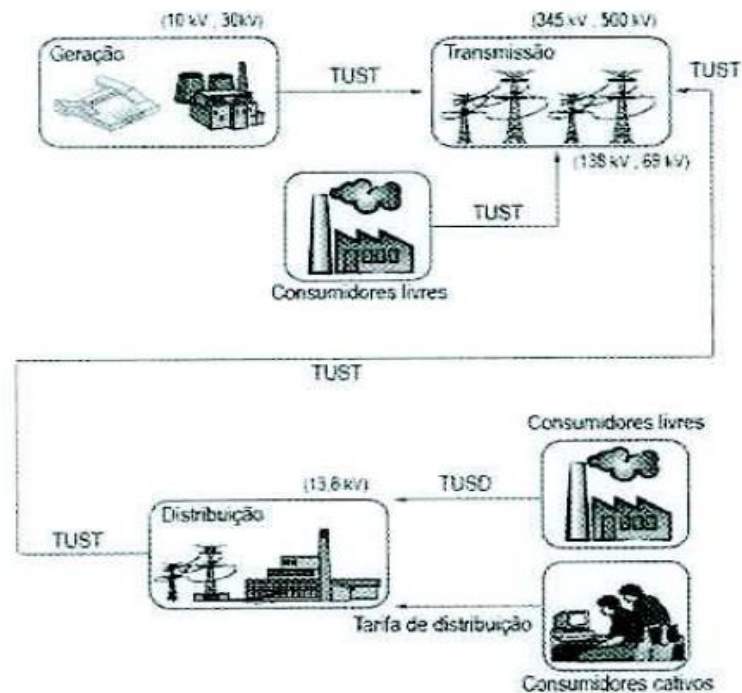 (10 kV , 30kV)
(345 kV , 500 kV)
Geração
Transmissão
TUST
TUST
(138 kV , 69 kV)
TUST
Consumidores livres
TUST
Consumidores livres
(13,8 kV)
TUSD
Distribuição
TUST
Tarifa de distribuição
Consumidores cativos